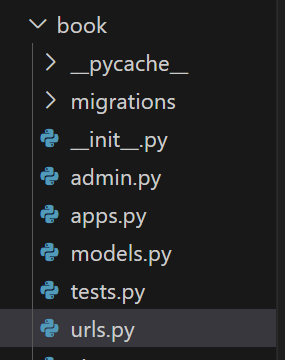 book
__pycache__
migrations
__init__.py
admin.py
apps.py
models.py
tests.py
urls.py